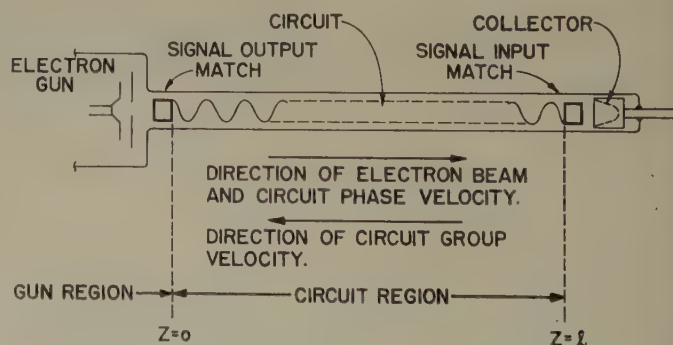 CIRCUIT
COLLECTOR
SIGNAL OUTPUT
MATCH
SIGNAL INPUT
MATCH
ELECTRON
GUN
DIRECTION OF ELECTRON BEAM
AND CIRCUIT PHASE VELOCITY.
DIRECTION OF CIRCUIT GROUP
VELOCITY.
GUN REGION
CIRCUIT REGION
Z=0
Z=l